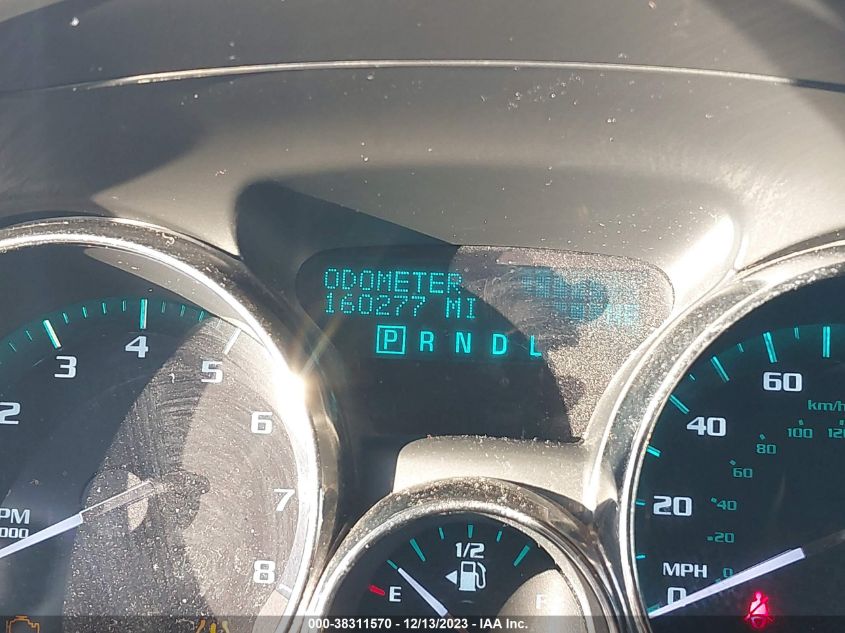 ODOMETER
160277 MI
P R N D L
2 3 4 5 6 7 8
PM
000
1/2
E F
0 20 40 60
MPH
km/h
0 20 40 60 80 100
000-38311570 - 12/13/2023 - IAA Inc.